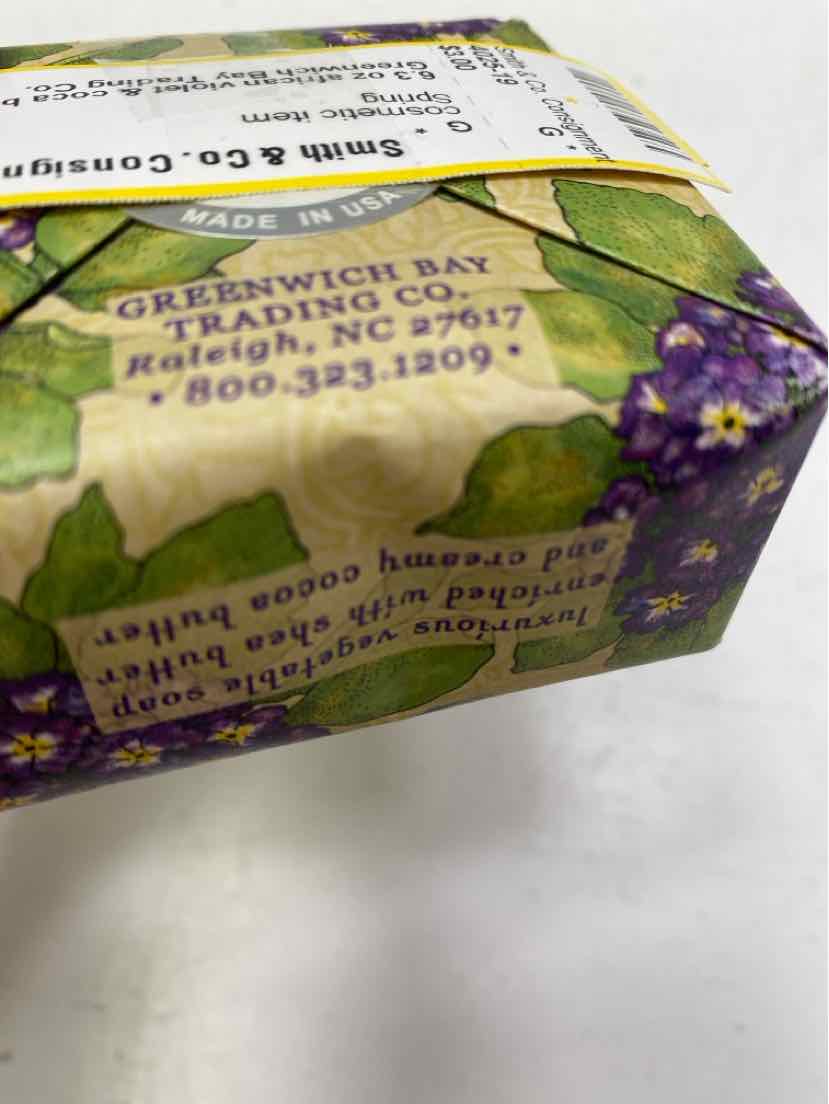 Smith & Co. Consign
cosmetic item G *
Spring
6.3 oz african violet & coca b
Greenwich Bay Trading Co.
$3.00
Smith & Co. Consignment
G *
MADE IN USA
GREENWICH BAY
TRADING CO.
Raleigh, NC 27617
• 800.323.1209 •
luxurious vegetable soap
enriched with shea butter
and creamy cocoa butter